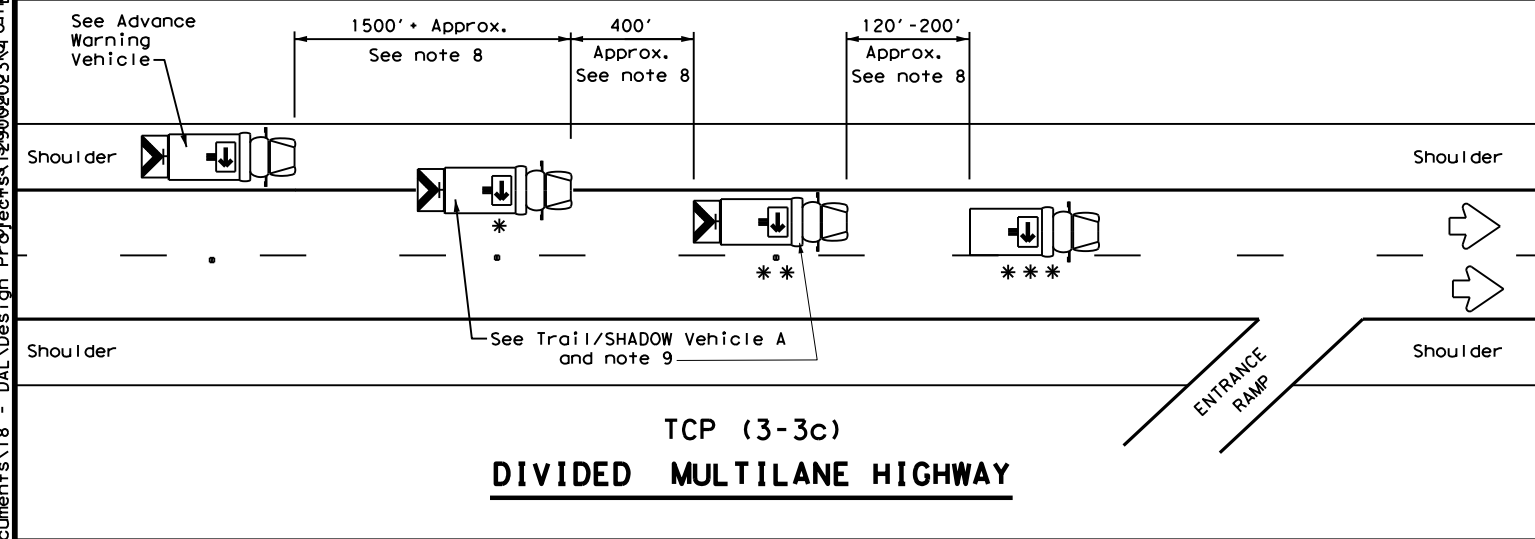 See Advance
Warning
Vehicle
1500'+ Approx.
See note 8
400'
Approx.
See note 8
120'-200'
Approx.
See note 8
Shoulder
Shoulder
*
**
***
See Trail/SHADOW Vehicle A
and note 9
Shoulder
Shoulder
ENTRANCE
RAMP
TCP (3-3c)
DIVIDED MULTILANE HIGHWAY